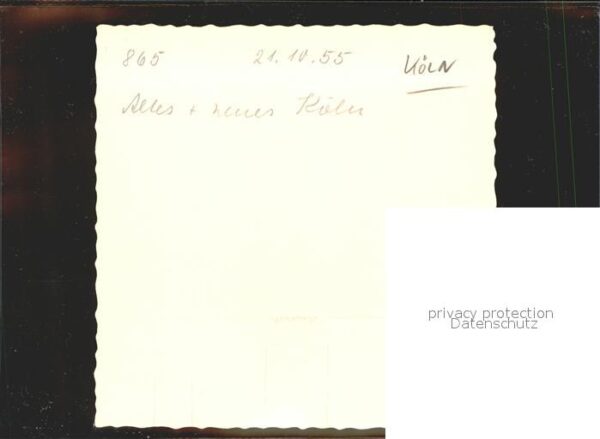 865 21.10.55 KÖLN
Altes + neues Köln
privacy protection
Datenschutz